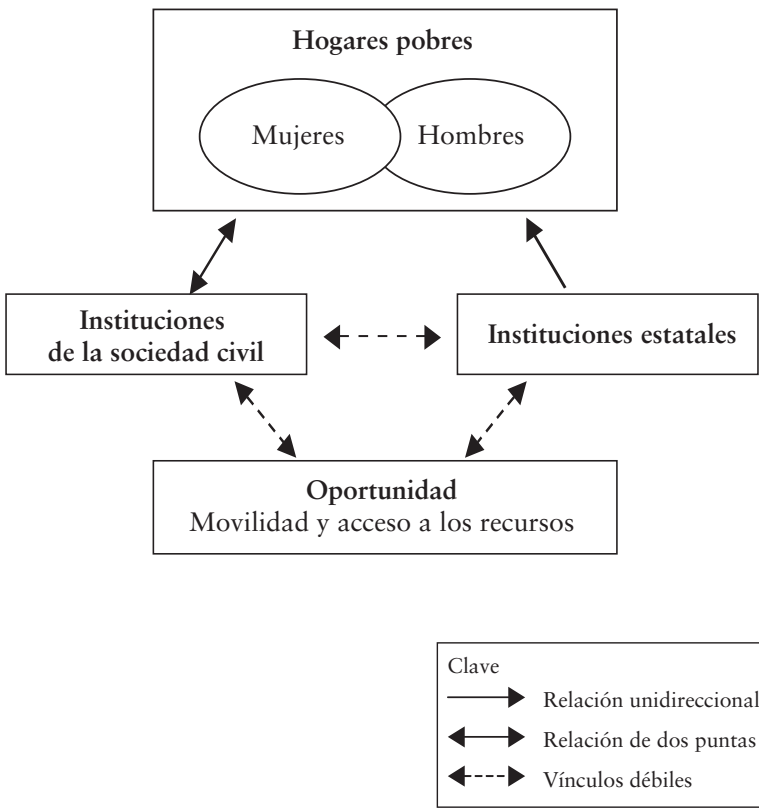 Hogares pobres
Mujeres
Hombres
Instituciones
de la sociedad civil
Instituciones estatales
Oportunidad
Movilidad y acceso a los recursos
Clave
Relación unidireccional
Relación de dos puntas
Vínculos débiles